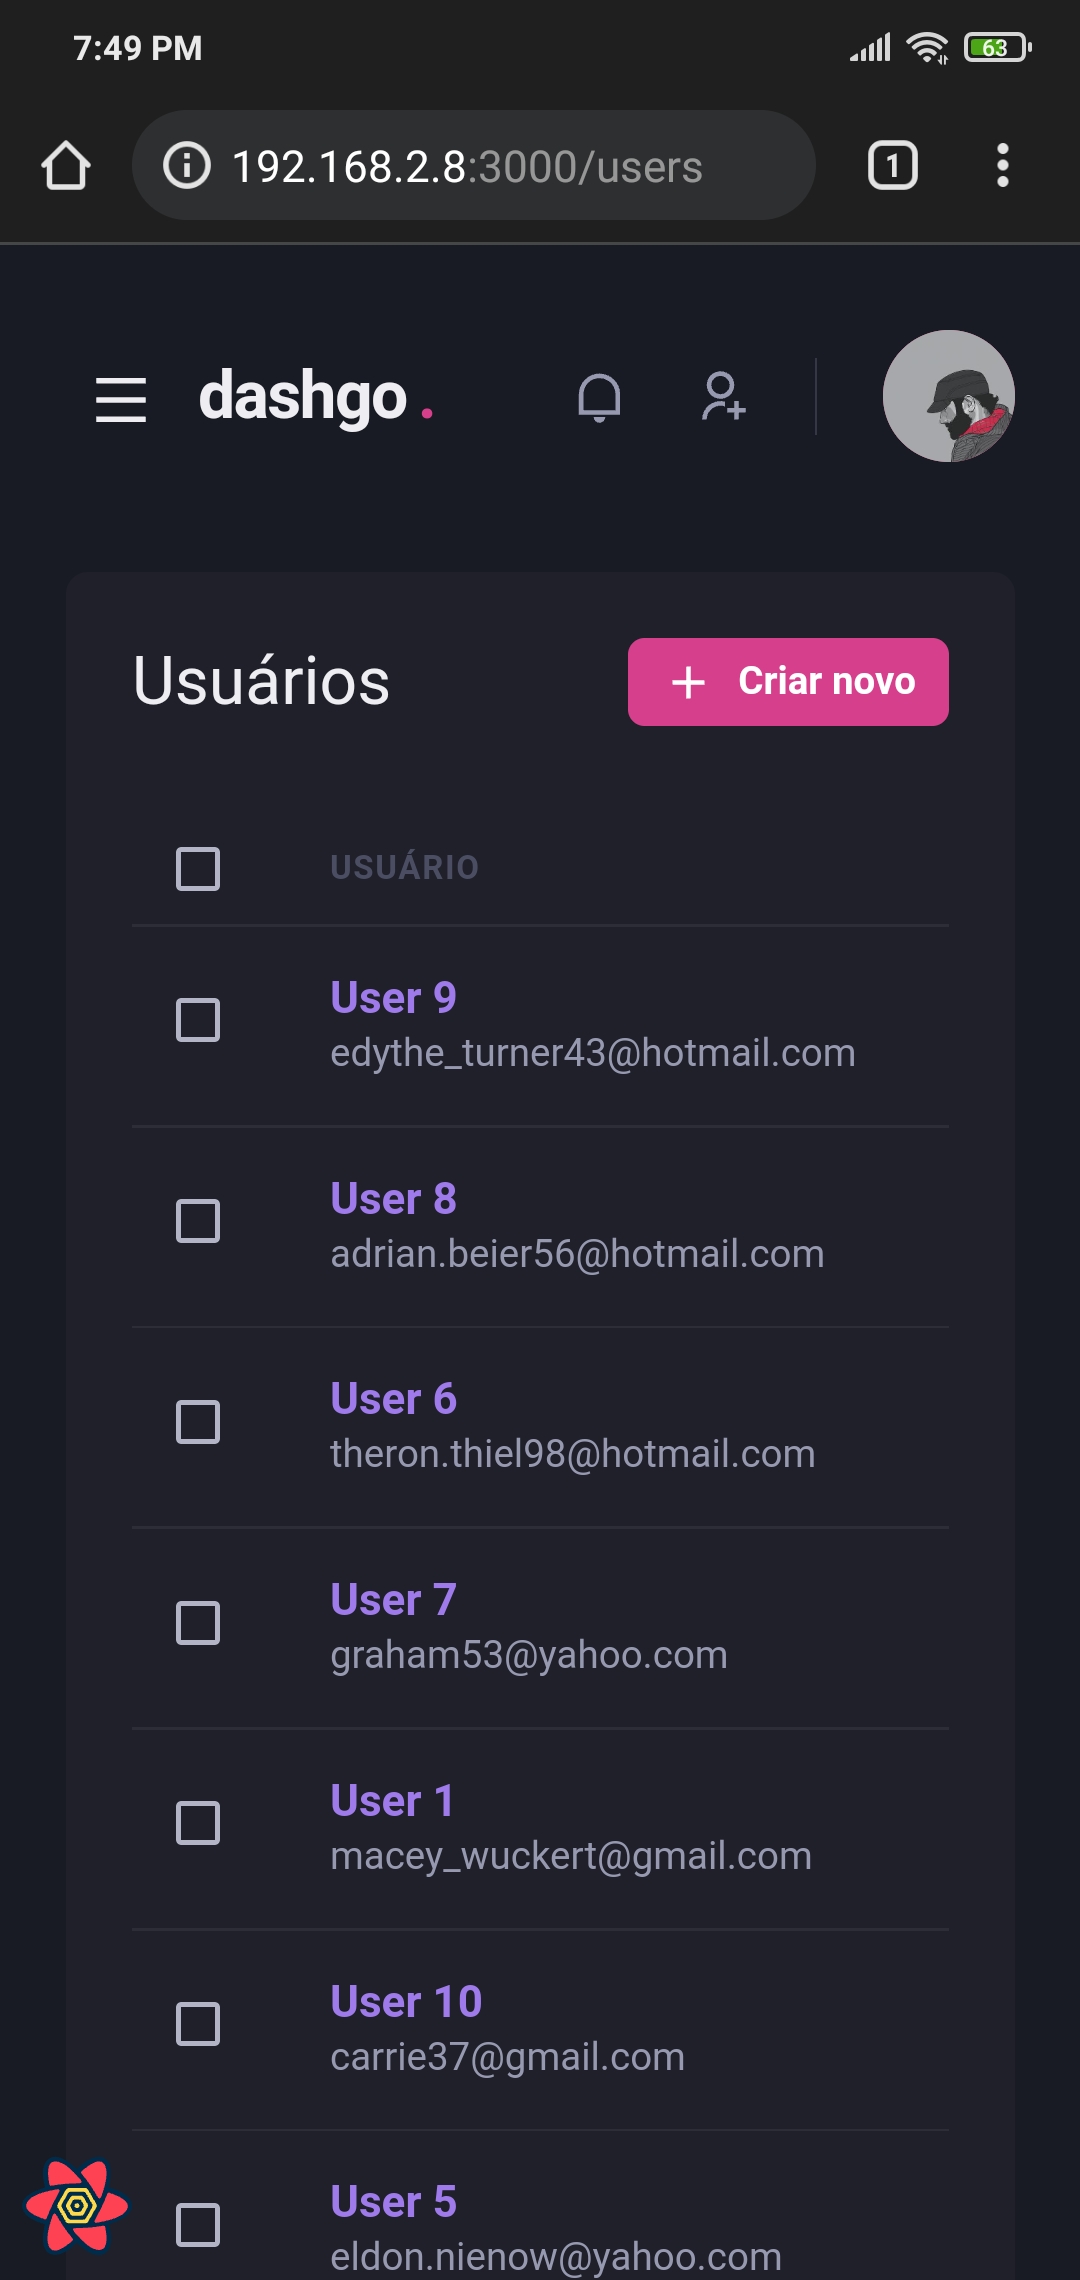 7:49 PM
63
192.168.2.8:3000/users
1
dashgo.
Usuários
+ Criar novo
USUÁRIO
User 9
edythe_turner43@hotmail.com
User 8
adrian.beier56@hotmail.com
User 6
theron.thiel98@hotmail.com
User 7
graham53@yahoo.com
User 1
macey_wuckert@gmail.com
User 10
carrie37@gmail.com
User 5
eldon.nienow@yahoo.com